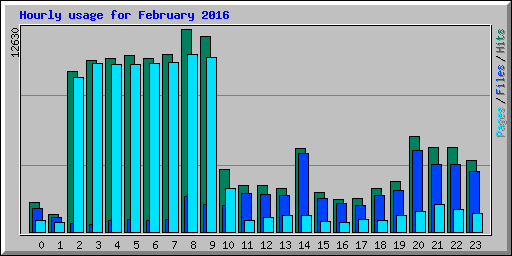 Hourly usage for February 2016
12630
Pages/Files/Hits
0 1 2 3 4 5 6 7 8 9 10 11 12 13 14 15 16 17 18 19 20 21 22 23